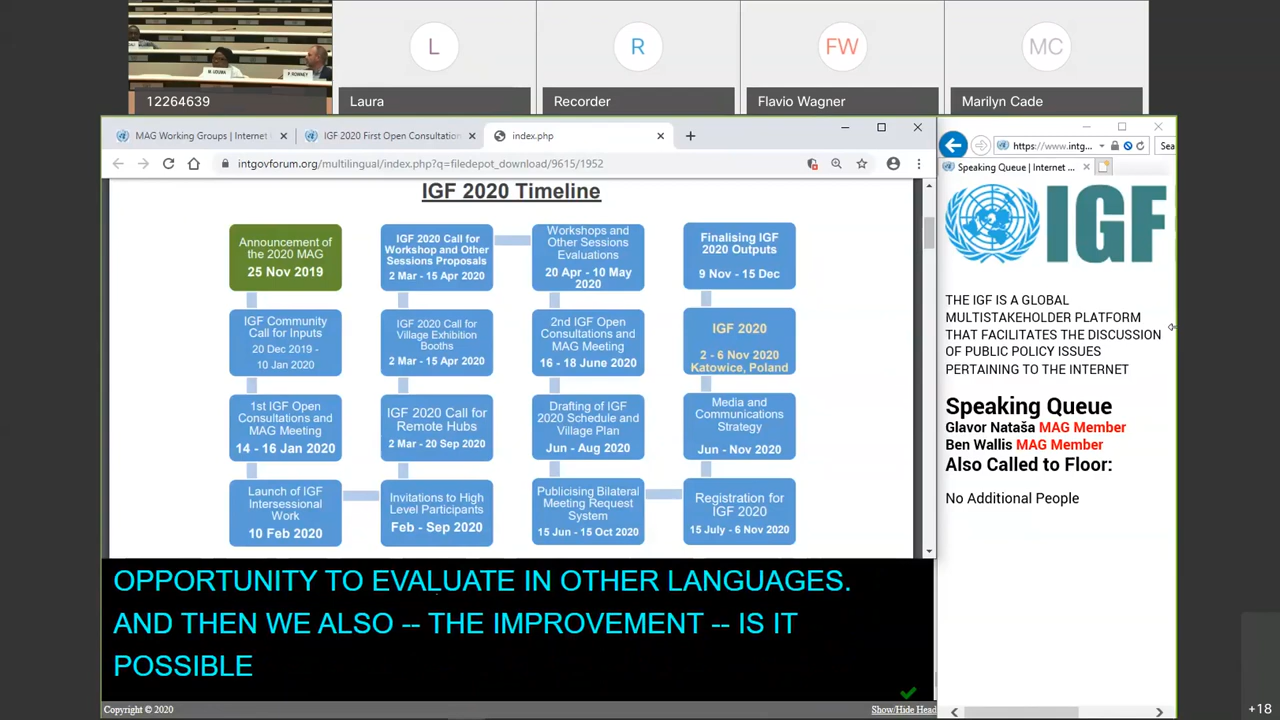 M. UDUMA
P. ROWNEY
L
R
FW
MC
12264639
Laura
Recorder
Flavio Wagner
Marilyn Cade
MAG Working Groups | Internet
IGF 2020 First Open Consultation
index.php
intgovforum.org/multilingual/index.php?q=filedepot_download/9615/1952
IGF 2020 Timeline
Announcement of
the 2020 MAG
25 Nov 2019
IGF Community
Call for Inputs
20 Dec 2019 -
10 Jan 2020
1st IGF Open
Consultations and
MAG Meeting
14 - 16 Jan 2020
Launch of IGF
Intersessional
Work
10 Feb 2020
IGF 2020 Call for
Workshop and Other
Sessions Proposals
2 Mar - 15 Apr 2020
IGF 2020 Call for
Village Exhibition
Booths
2 Mar - 15 Apr 2020
IGF 2020 Call for
Remote Hubs
2 Mar - 20 Sep 2020
Invitations to High
Level Participants
Feb - Sep 2020
Workshops and
Other Sessions
Evaluations
20 Apr - 10 May
2020
2nd IGF Open
Consultations and
MAG Meeting
16 - 18 June 2020
Drafting of IGF
2020 Schedule and
Village Plan
Jun - Aug 2020
Publicising Bilateral
Meeting Request
System
15 Jun - 15 Oct 2020
Finalising IGF
2020 Outputs
9 Nov - 15 Dec
IGF 2020
2 - 6 Nov 2020
Katowice, Poland
Media and
Communications
Strategy
Jun - Nov 2020
Registration for
IGF 2020
15 July - 6 Nov 2020
OPPORTUNITY TO EVALUATE IN OTHER LANGUAGES.
AND THEN WE ALSO -- THE IMPROVEMENT -- IS IT
POSSIBLE
Copyright © 2020
Show/Hide Head
https://www.intg...
Sea
Speaking Queue | Internet ...
IGF
THE IGF IS A GLOBAL
MULTISTAKEHOLDER PLATFORM
THAT FACILITATES THE DISCUSSION
OF PUBLIC POLICY ISSUES
PERTAINING TO THE INTERNET
Speaking Queue
Glavor Nataša MAG Member
Ben Wallis MAG Member
Also Called to Floor:
No Additional People
+18